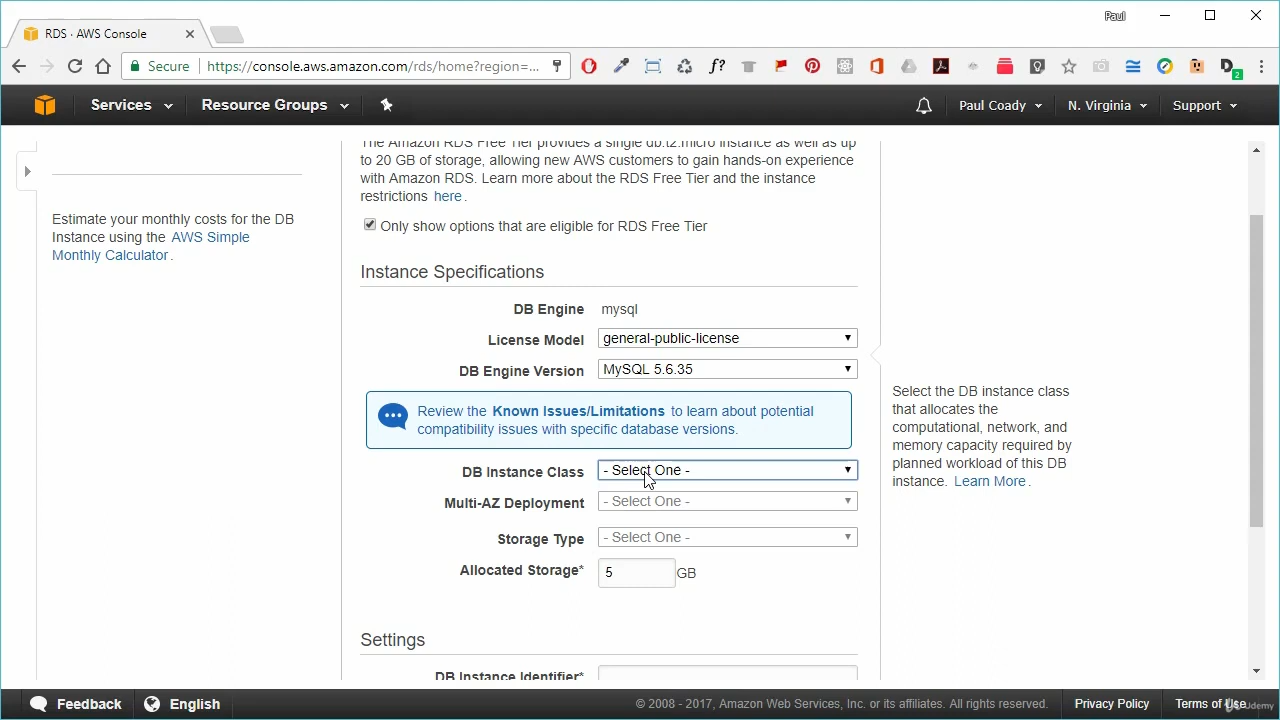 Paul
RDS · AWS Console
Secure
https://console.aws.amazon.com/rds/home?region=...
f?
2
Services
Resource Groups
Paul Coady
N. Virginia
Support
Estimate your monthly costs for the DB
Instance using the AWS Simple
Monthly Calculator.
The Amazon RDS Free Tier provides a single db.t2.micro instance as well as up
to 20 GB of storage, allowing new AWS customers to gain hands-on experience
with Amazon RDS. Learn more about the RDS Free Tier and the instance
restrictions here.
Only show options that are eligible for RDS Free Tier
Instance Specifications
DB Engine mysql
License Model general-public-license
DB Engine Version MySQL 5.6.35
Review the Known Issues/Limitations to learn about potential
compatibility issues with specific database versions.
DB Instance Class - Select One -
Multi-AZ Deployment - Select One -
Storage Type - Select One -
Allocated Storage* 5 GB
Settings
DB Instance Identifier*
Select the DB instance class
that allocates the
computational, network, and
memory capacity required by
planned workload of this DB
instance. Learn More.
Feedback
English
© 2008 - 2017, Amazon Web Services, Inc. or its affiliates. All rights reserved.
Privacy Policy
Terms of Use
Udemy